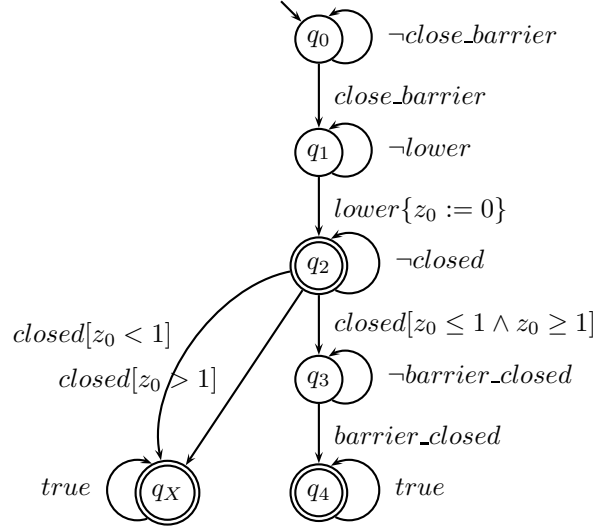 q0 ¬close_barrier
close_barrier
q1 ¬lower
lower{z0 := 0}
q2 ¬closed
closed[z0 < 1] closed[z0 ≤ 1 ∧ z0 ≥ 1]
closed[z0 > 1] q3 ¬barrier_closed
barrier_closed
true qX q4 true